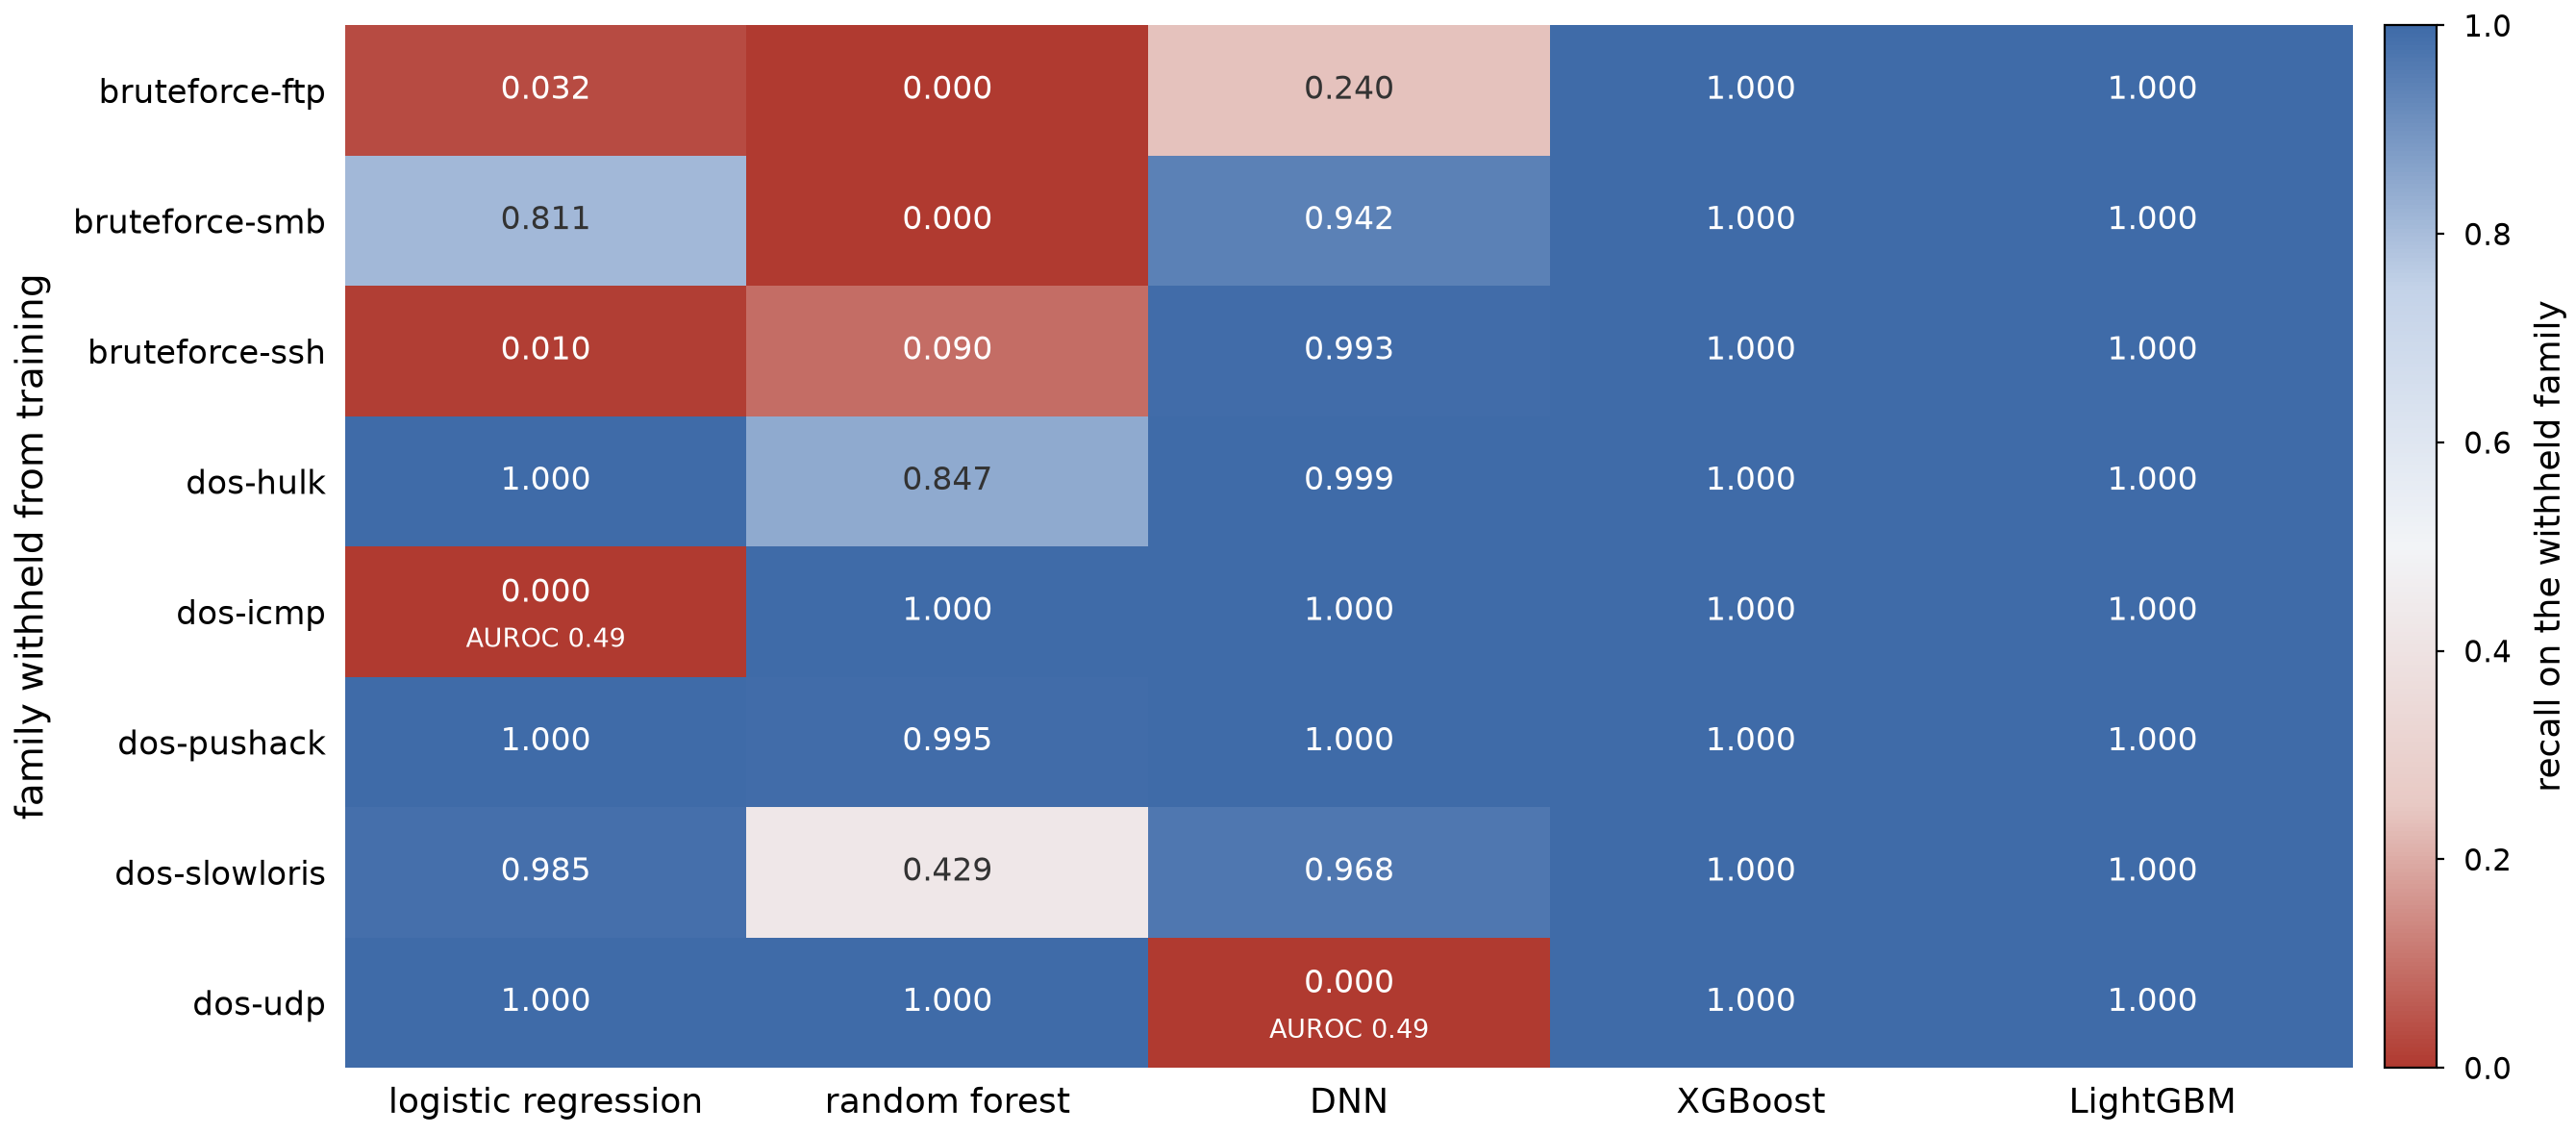 family withheld from training
bruteforce-ftp 0.032 0.000 0.240 1.000 1.000
bruteforce-smb 0.811 0.000 0.942 1.000 1.000
bruteforce-ssh 0.010 0.090 0.993 1.000 1.000
dos-hulk 1.000 0.847 0.999 1.000 1.000
dos-icmp 0.000 1.000 1.000 1.000 1.000
AUROC 0.49
dos-pushack 1.000 0.995 1.000 1.000 1.000
dos-slowloris 0.985 0.429 0.968 1.000 1.000
dos-udp 1.000 1.000 0.000 1.000 1.000
AUROC 0.49
logistic regression random forest DNN XGBoost LightGBM
1.0
0.8
0.6
0.4
0.2
0.0
recall on the withheld family